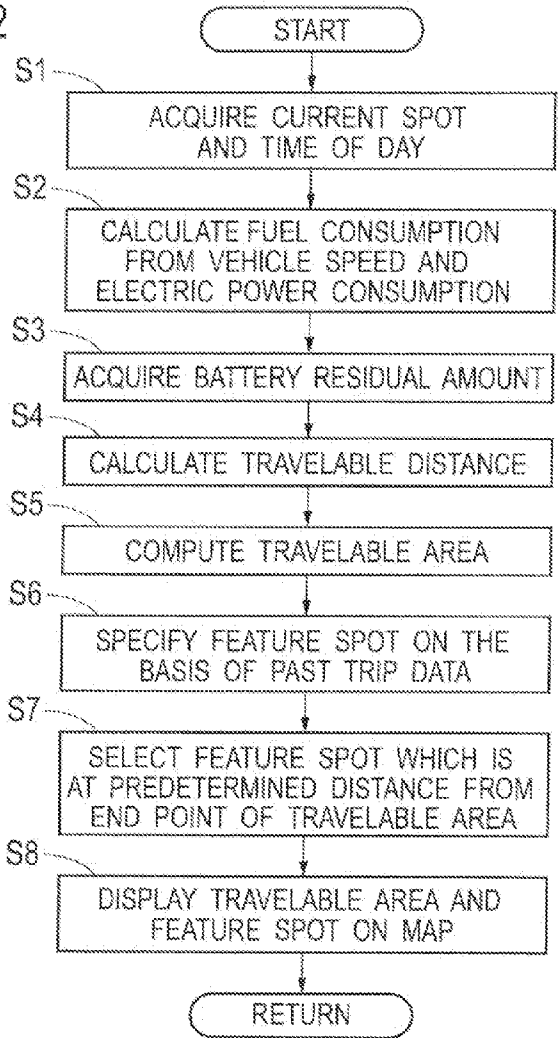 2
START
S1
ACQUIRE CURRENT SPOT
AND TIME OF DAY
S2
CALCULATE FUEL CONSUMPTION
FROM VEHICLE SPEED AND
ELECTRIC POWER CONSUMPTION
S3
ACQUIRE BATTERY RESIDUAL AMOUNT
S4
CALCULATE TRAVELABLE DISTANCE
S5
COMPUTE TRAVELABLE AREA
S6
SPECIFY FEATURE SPOT ON THE
BASIS OF PAST TRIP DATA
S7
SELECT FEATURE SPOT WHICH IS
AT PREDETERMINED DISTANCE FROM
END POINT OF TRAVELABLE AREA
S8
DISPLAY TRAVELABLE AREA AND
FEATURE SPOT ON MAP
RETURN